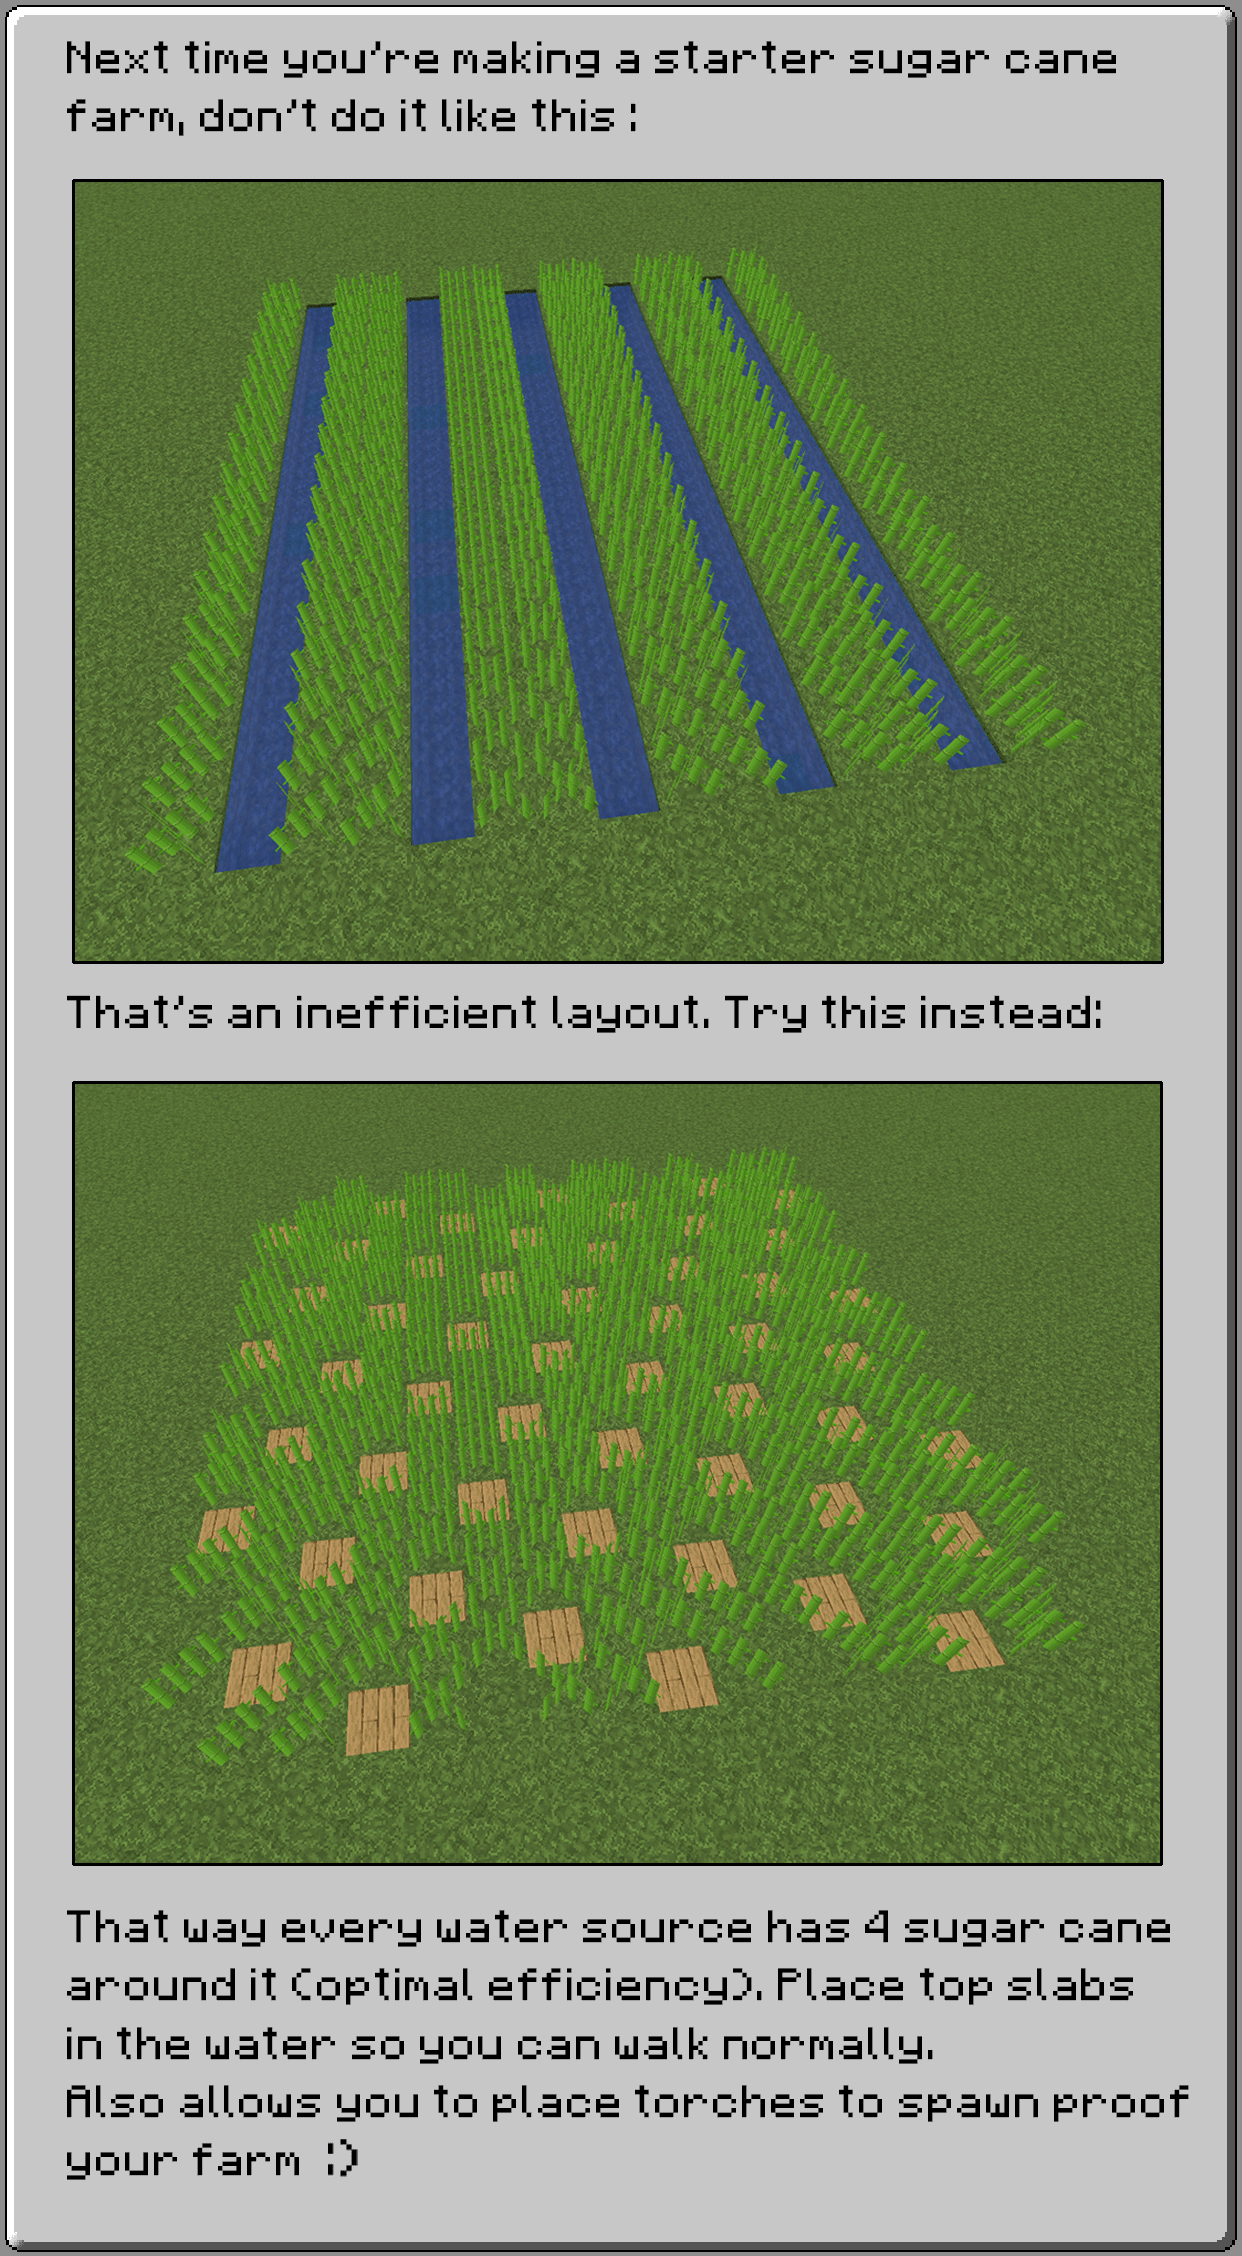 Next time you're making a starter sugar cane
farm, don't do it like this :
That's an inefficient layout. Try this instead:
That way every water source has 4 sugar cane
around it (optimal efficiency). Place top slabs
in the water so you can walk normally.
Also allows you to place torches to spawn proof
your farm :)